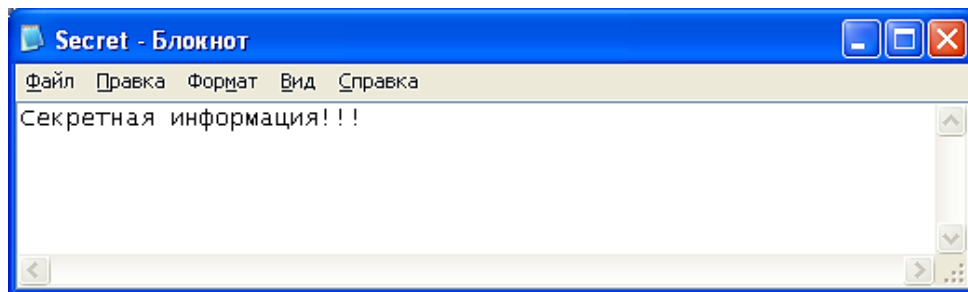 Secret - Блокнот
Файл Правка Формат Вид Справка
Секретная информация!!!